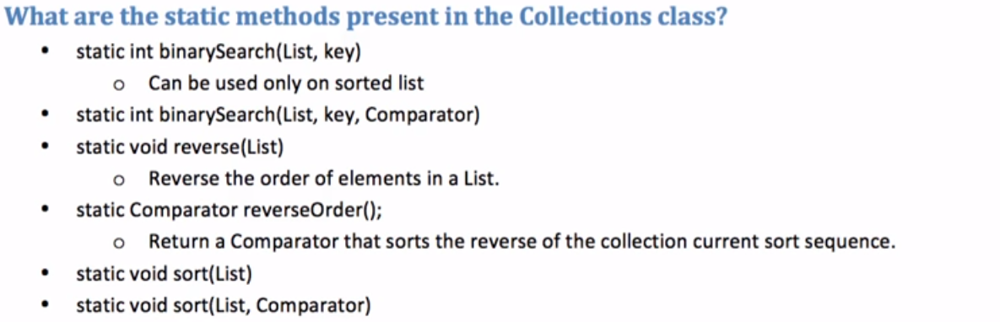 What are the static methods present in the Collections class?
• static int binarySearch(List, key)
o Can be used only on sorted list
• static int binarySearch(List, key, Comparator)
• static void reverse(List)
o Reverse the order of elements in a List.
• static Comparator reverseOrder();
o Return a Comparator that sorts the reverse of the collection current sort sequence.
• static void sort(List)
• static void sort(List, Comparator)